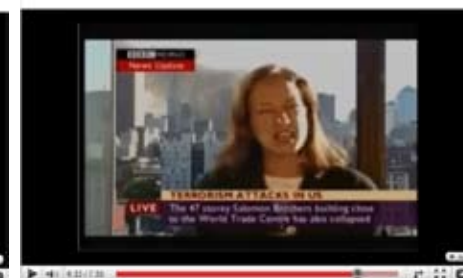 BBC WORLD
News Update
TERRORISM ATTACKS IN US
LIVE
The 47 storey Salomon Brothers building close
to the World Trade Centre has also collapsed